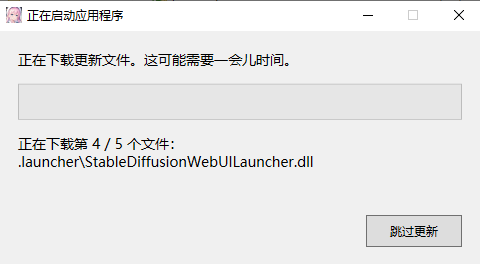 正在启动应用程序
正在下载更新文件。这可能需要一会儿时间。
正在下载第 4 / 5 个文件:
.launcher\StableDiffusionWebUILauncher.dll
跳过更新